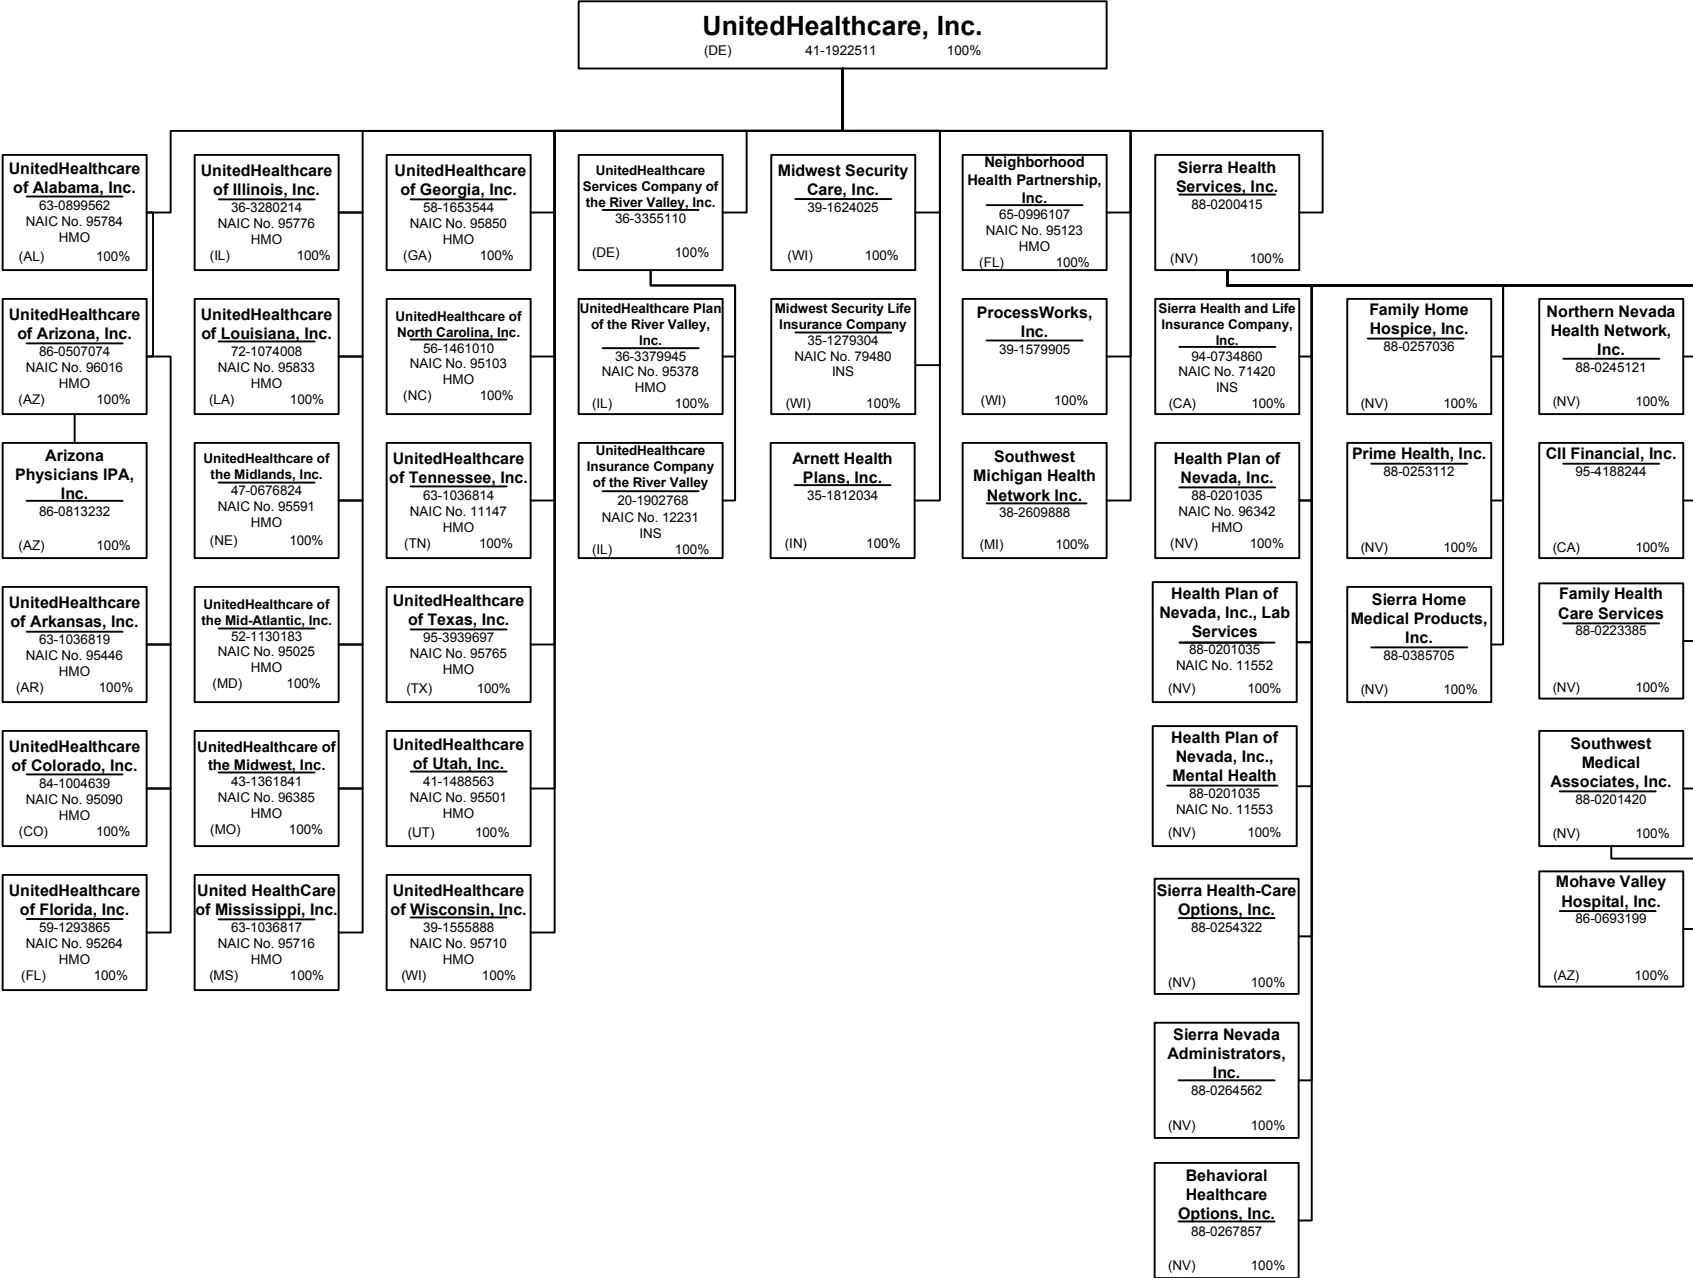 UnitedHealthcare, Inc.
(DE) 41-1922511 100%
UnitedHealthcare
of Alabama, Inc.
63-0899562
NAIC No. 95784
HMO
(AL) 100%
UnitedHealthcare
of Arizona, Inc.
86-0507074
NAIC No. 96016
HMO
(AZ) 100%
Arizona
Physicians IPA,
Inc.
86-0813232
(AZ) 100%
UnitedHealthcare
of Arkansas, Inc.
63-1036819
NAIC No. 95446
HMO
(AR) 100%
UnitedHealthcare
of Colorado, Inc.
84-1004639
NAIC No. 95090
HMO
(CO) 100%
UnitedHealthcare
of Florida, Inc.
59-1293865
NAIC No. 95264
HMO
(FL) 100%
UnitedHealthcare
of Illinois, Inc.
36-3280214
NAIC No. 95776
HMO
(IL) 100%
UnitedHealthcare
of Louisiana, Inc.
72-1074008
NAIC No. 95833
HMO
(LA) 100%
UnitedHealthcare of
the Midlands, Inc.
47-0676824
NAIC No. 95591
HMO
(NE) 100%
UnitedHealthcare of
the Mid-Atlantic, Inc.
52-1130183
NAIC No. 95025
HMO
(MD) 100%
UnitedHealthcare of
the Midwest, Inc.
43-1361841
NAIC No. 96385
HMO
(MO) 100%
United HealthCare
of Mississippi, Inc.
63-1036817
NAIC No. 95716
HMO
(MS) 100%
UnitedHealthcare
of Georgia, Inc.
58-1653544
NAIC No. 95850
HMO
(GA) 100%
UnitedHealthcare of
North Carolina, Inc.
56-1461010
NAIC No. 95103
HMO
(NC) 100%
UnitedHealthcare
of Tennessee, Inc.
63-1036814
NAIC No. 11147
HMO
(TN) 100%
UnitedHealthcare
of Texas, Inc.
95-3939697
NAIC No. 95765
HMO
(TX) 100%
UnitedHealthcare
of Utah, Inc.
41-1488563
NAIC No. 95501
HMO
(UT) 100%
UnitedHealthcare
of Wisconsin, Inc.
39-1555888
NAIC No. 95710
HMO
(WI) 100%
UnitedHealthcare
Services Company of
the River Valley, Inc.
36-3355110
(DE) 100%
UnitedHealthcare Plan
of the River Valley,
Inc.
36-3379945
NAIC No. 95378
HMO
(IL) 100%
UnitedHealthcare
Insurance Company
of the River Valley
20-1902768
NAIC No. 12231
INS
(IL) 100%
Midwest Security
Care, Inc.
39-1624025
(WI) 100%
Midwest Security Life
Insurance Company
35-1279304
NAIC No. 79480
INS
(WI) 100%
Arnett Health
Plans, Inc.
35-1812034
(IN) 100%
Neighborhood
Health Partnership,
Inc.
65-0996107
NAIC No. 95123
HMO
(FL) 100%
ProcessWorks,
Inc.
39-1579905
(WI) 100%
Southwest
Michigan Health
Network Inc.
38-2609888
(MI) 100%
Sierra Health
Services, Inc.
88-0200415
(NV) 100%
Sierra Health and Life
Insurance Company,
Inc.
94-0734860
NAIC No. 71420
INS
(CA) 100%
Health Plan of
Nevada, Inc.
88-0201035
NAIC No. 96342
HMO
(NV) 100%
Health Plan of
Nevada, Inc., Lab
Services
88-0201035
NAIC No. 11552
(NV) 100%
Health Plan of
Nevada, Inc.,
Mental Health
88-0201035
NAIC No. 11553
(NV) 100%
Sierra Health-Care
Options, Inc.
88-0254322
(NV) 100%
Sierra Nevada
Administrators,
Inc.
88-0264562
(NV) 100%
Behavioral
Healthcare
Options, Inc.
88-0267857
(NV) 100%
Family Home
Hospice, Inc.
88-0257036
(NV) 100%
Prime Health, Inc.
88-0253112
(NV) 100%
Sierra Home
Medical Products,
Inc.
88-0385705
(NV) 100%
Northern Nevada
Health Network,
Inc.
88-0245121
(NV) 100%
CII Financial, Inc.
95-4188244
(CA) 100%
Family Health
Care Services
88-0223385
(NV) 100%
Southwest
Medical
Associates, Inc.
88-0201420
(NV) 100%
Mohave Valley
Hospital, Inc.
86-0693199
(AZ) 100%